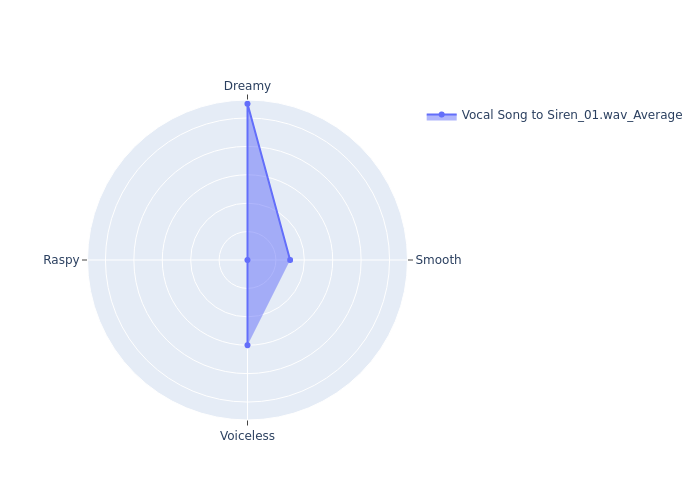 Dreamy
Vocal Song to Siren_01.wav_Average
Raspy
Smooth
Voiceless